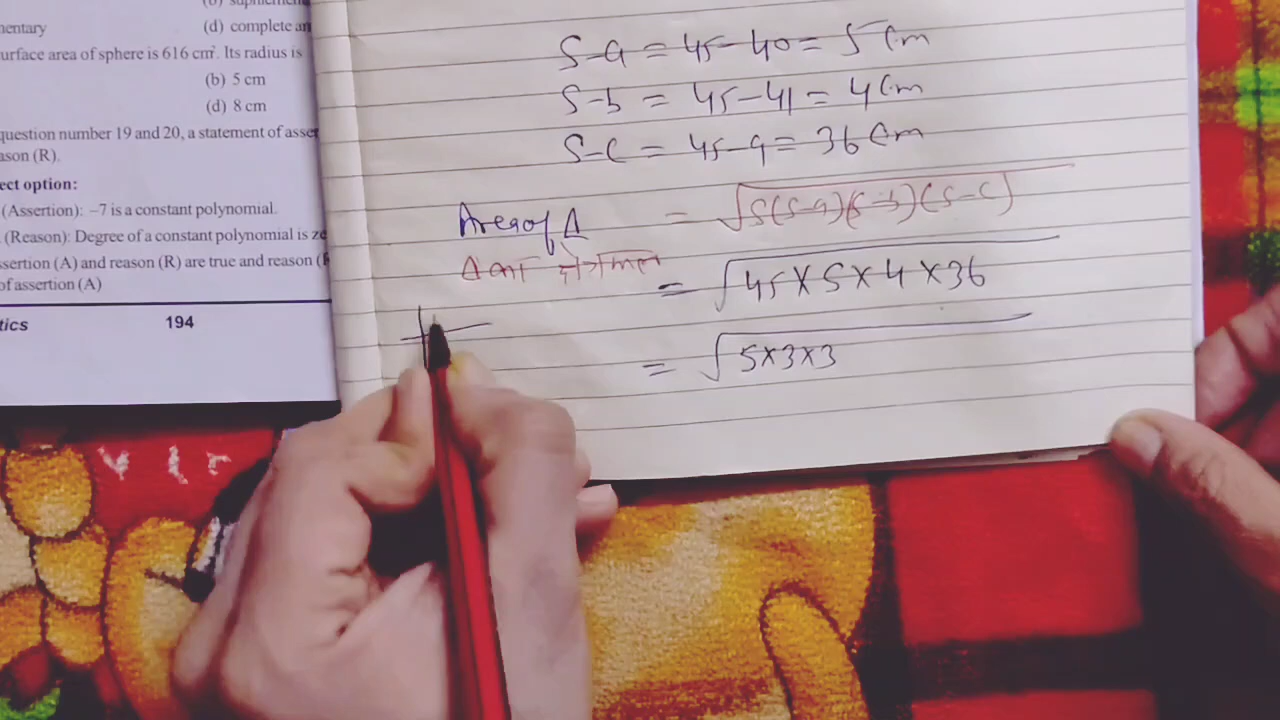 mentary (d) complete an
urface area of sphere is 616 cm². Its radius is
(b) 5 cm
(d) 8 cm
question number 19 and 20, a statement of asser
ason (R).
ect option:
(Assertion): –7 is a constant polynomial.
(Reason): Degree of a constant polynomial is ze
ssertion (A) and reason (R) are true and reason (R
of assertion (A)
tics 194
S-a = 45-40 = 5 cm
S-b = 45-41 = 4 cm
S-c = 45-9 = 36 cm
Area of Δ = √S(S-a)(S-b)(S-c)
Δ का क्षेत्रफल = √45×5×4×36
= √5×3×3